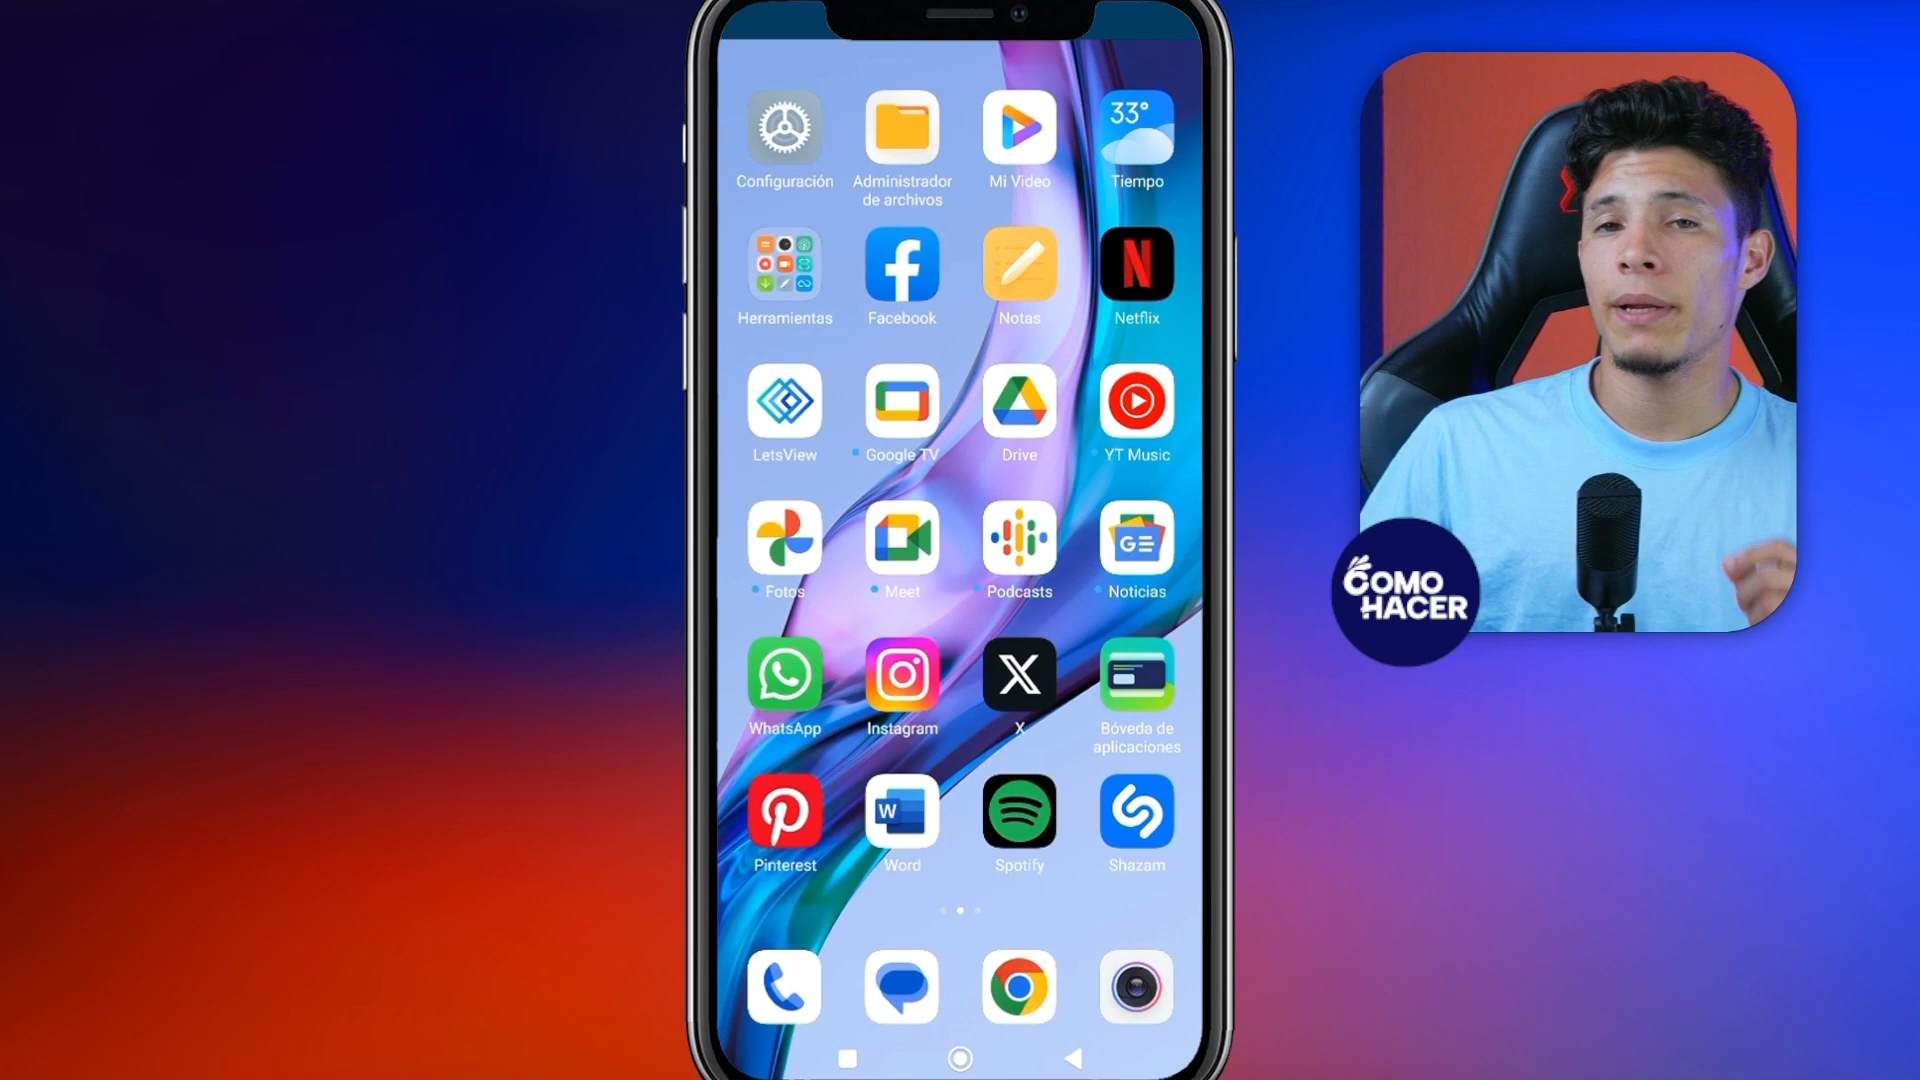 33°
Configuración
Administrador
de archivos
Mi Video
Tiempo
Herramientas
Facebook
Notas
N
Netflix
LetsView
Google TV
Drive
YT Music
GE
Fotos
Meet
Podcasts
Noticias
WhatsApp
Instagram
X
Bóveda de
aplicaciones
W
Pinterest
Word
Spotify
Shazam
COMO
HACER